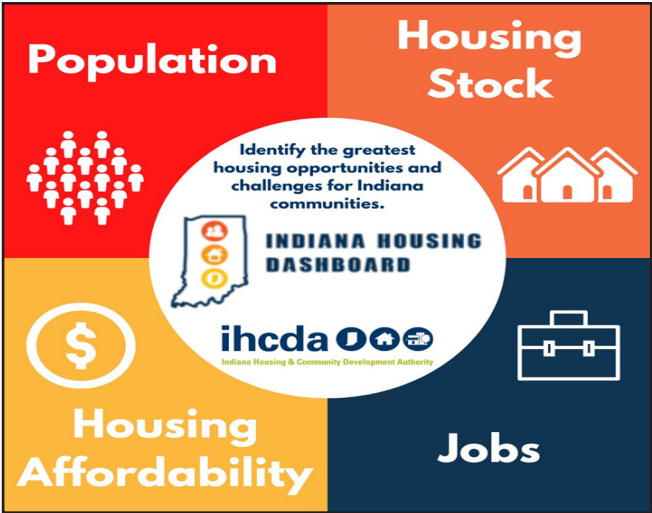 Population
Housing
Stock
Identify the greatest
housing opportunities and
challenges for Indiana
communities.
INDIANA HOUSING
DASHBOARD
ihcda
Indiana Housing & Community Development Authority
$
Housing
Affordability
Jobs